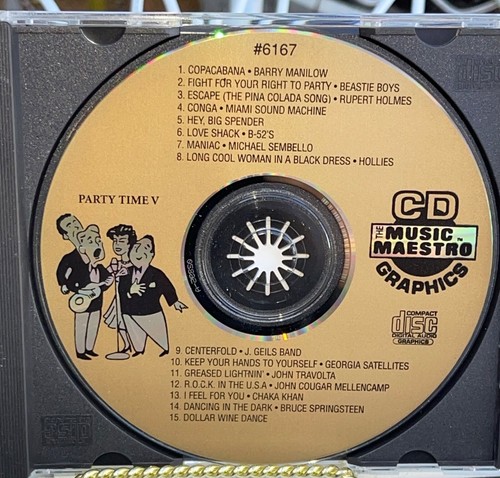 #6167
1. COPACABANA • BARRY MANILOW
2. FIGHT FOR YOUR RIGHT TO PARTY • BEASTIE BOYS
3. ESCAPE (THE PINA COLADA SONG) • RUPERT HOLMES
4. CONGA • MIAMI SOUND MACHINE
5. HEY, BIG SPENDER
6. LOVE SHACK • B-52'S
7. MANIAC • MICHAEL SEMBELLO
8. LONG COOL WOMAN IN A BLACK DRESS • HOLLIES
PARTY TIME V
CD
THE MUSIC MAESTRO TM
GRAPHICS
COMPACT
disc
DIGITAL AUDIO
GRAPHICS
9. CENTERFOLD • J. GEILS BAND
10. KEEP YOUR HANDS TO YOURSELF • GEORGIA SATELLITES
11. GREASED LIGHTNIN' • JOHN TRAVOLTA
12. R.O.C.K. IN THE U.S.A • JOHN COUGAR MELLENCAMP
13. I FEEL FOR YOU • CHAKA KHAN
14. DANCING IN THE DARK • BRUCE SPRINGSTEEN
15. DOLLAR WINE DANCE